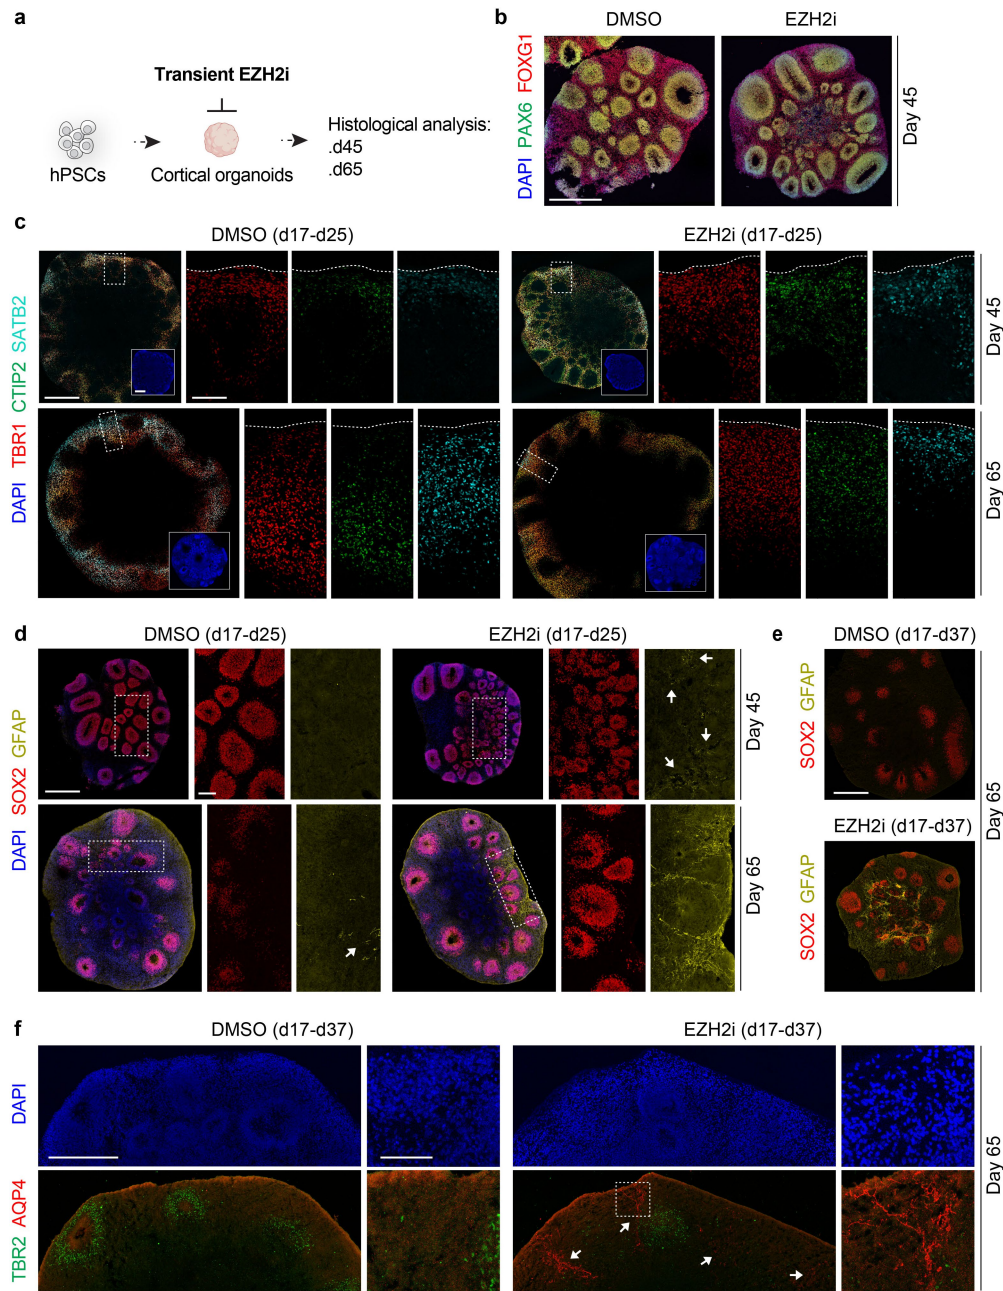 a
Transient EZH2i
hPSCs
Cortical organoids
Histological analysis:
.d45
.d65
b
DMSO
EZH2i
DAPI PAX6 FOXG1
Day 45
c
DMSO (d17-d25)
EZH2i (d17-d25)
DAPI TBR1 CTIP2 SATB2
Day 45
Day 65
d
DMSO (d17-d25)
EZH2i (d17-d25)
DAPI SOX2 GFAP
Day 45
Day 65
e
DMSO (d17-d37)
SOX2 GFAP
EZH2i (d17-d37)
SOX2 GFAP
Day 65
f
DMSO (d17-d37)
EZH2i (d17-d37)
DAPI
TBR2 AQP4
Day 65